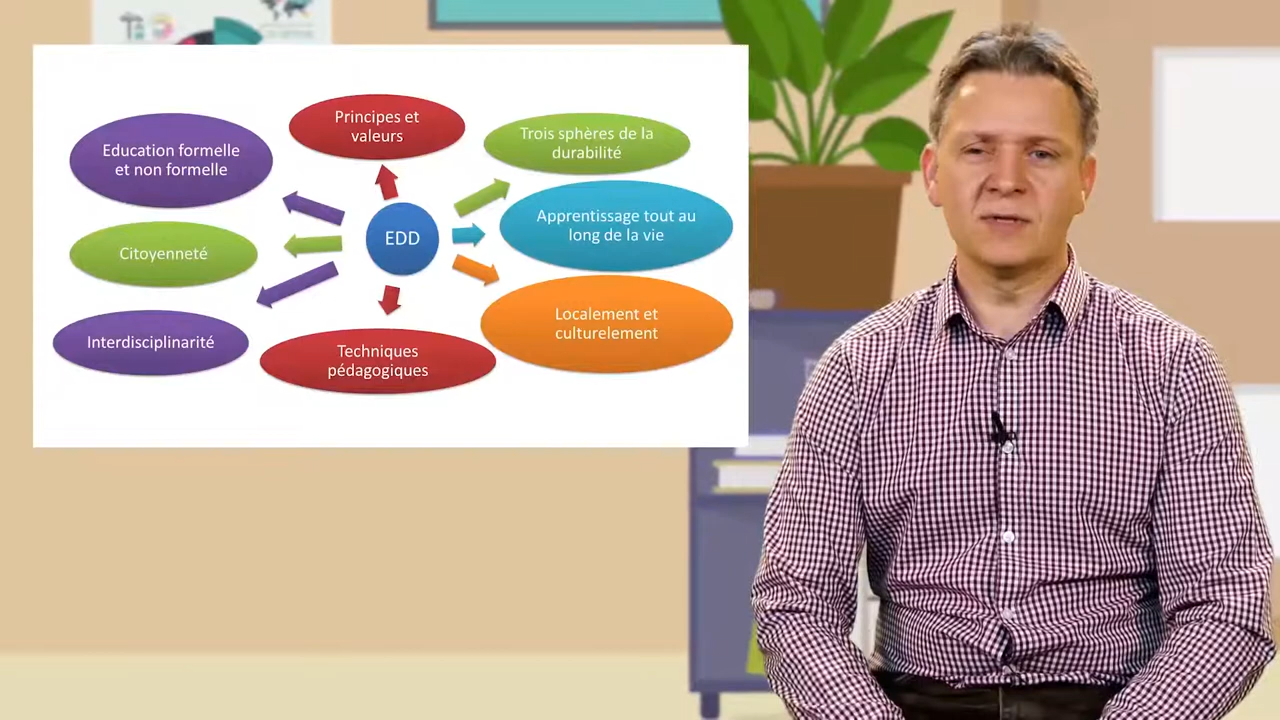 Principes et
valeurs
Trois sphères de la
durabilité
Education formelle
et non formelle
Apprentissage tout au
long de la vie
EDD
Citoyenneté
Localement et
culturelement
Interdisciplinarité
Techniques
pédagogiques